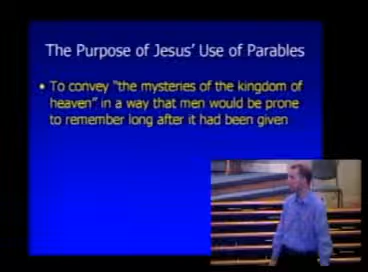 The Purpose of Jesus' Use of Parables
• To convey "the mysteries of the kingdom of
heaven" in a way that men would be prone
to remember long after it had been given